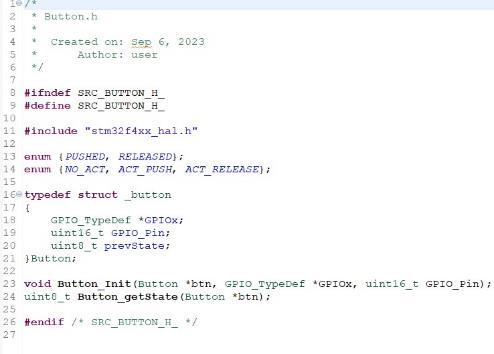 1 /*
2  * Button.h
3  *
4  *  Created on: Sep 6, 2023
5  *      Author: user
6  */
7
8 #ifndef SRC_BUTTON_H_
9 #define SRC_BUTTON_H_
10
11 #include "stm32f4xx_hal.h"
12
13 enum {PUSHED, RELEASED};
14 enum {NO_ACT, ACT_PUSH, ACT_RELEASE};
15
16 typedef struct _button
17 {
18     GPIO_TypeDef *GPIOx;
19     uint16_t GPIO_Pin;
20     uint8_t prevState;
21 }Button;
22
23 void Button_Init(Button *btn, GPIO_TypeDef *GPIOx, uint16_t GPIO_Pin);
24 uint8_t Button_getState(Button *btn);
25
26 #endif /* SRC_BUTTON_H_ */
27